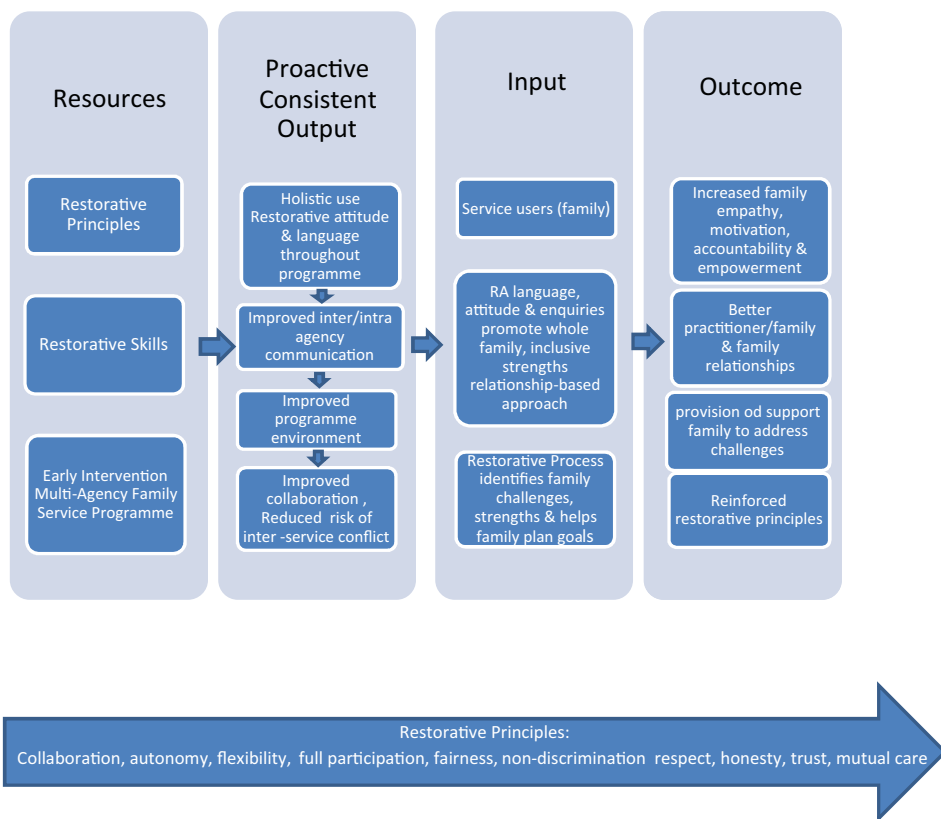 Resources
Restorative
Principles
Restorative Skills
Early Intervention
Multi-Agency Family
Service Programme
Proactive
Consistent
Output
Holistic use
Restorative attitude
& language
throughout
programme
Improved inter/intra
agency
communication
Improved
programme
environment
Improved
collaboration ,
Reduced risk of
inter -service conflict
Input
Service users (family)
RA language,
attitude & enquiries
promote whole
family, inclusive
strengths
relationship-based
approach
Restorative Process
identifies family
challenges,
strengths & helps
family plan goals
Outcome
Increased family
empathy,
motivation,
accountability &
empowerment
Better
practitioner/family
& family
relationships
provision od support
family to address
challenges
Reinforced
restorative principles
Restorative Principles:
Collaboration, autonomy, flexibility, full participation, fairness, non-discrimination respect, honesty, trust, mutual care